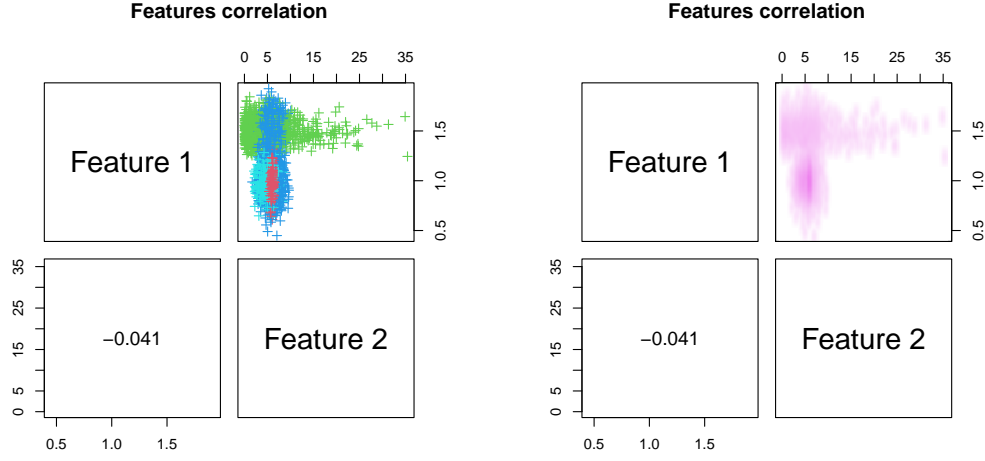 Features correlation Features correlation
0 5 15 25 35 0 5 15 25 35
Feature 1 Feature 1
1.5 1.5
1.0 1.0
0.5 0.5
35 35
25 25
−0.041 Feature 2 −0.041 Feature 2
15 15
5 5
0 0
0.5 1.0 1.5 0.5 1.0 1.5